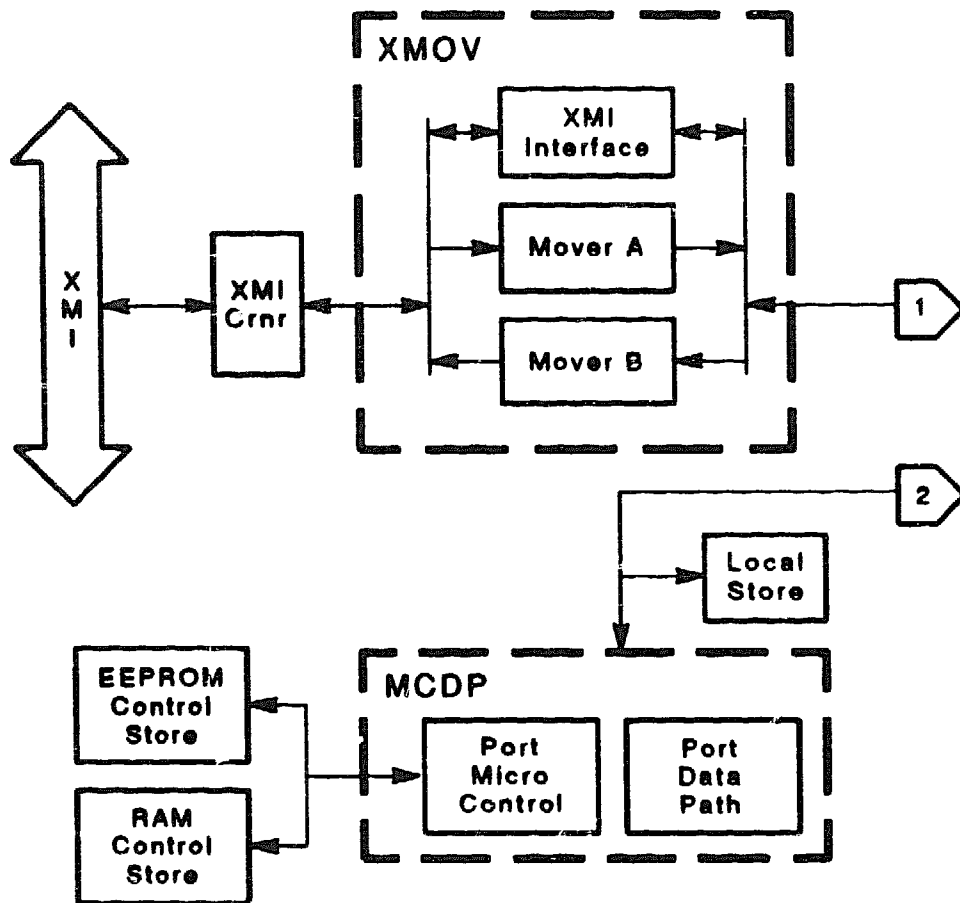 XMOV
XMI
Interface
Mover A
Mover B
X
M
I
XMI
Crnr
1
2
Local
Store
MCDP
EEPROM
Control
Store
RAM
Control
Store
Port
Micro
Control
Port
Data
Path